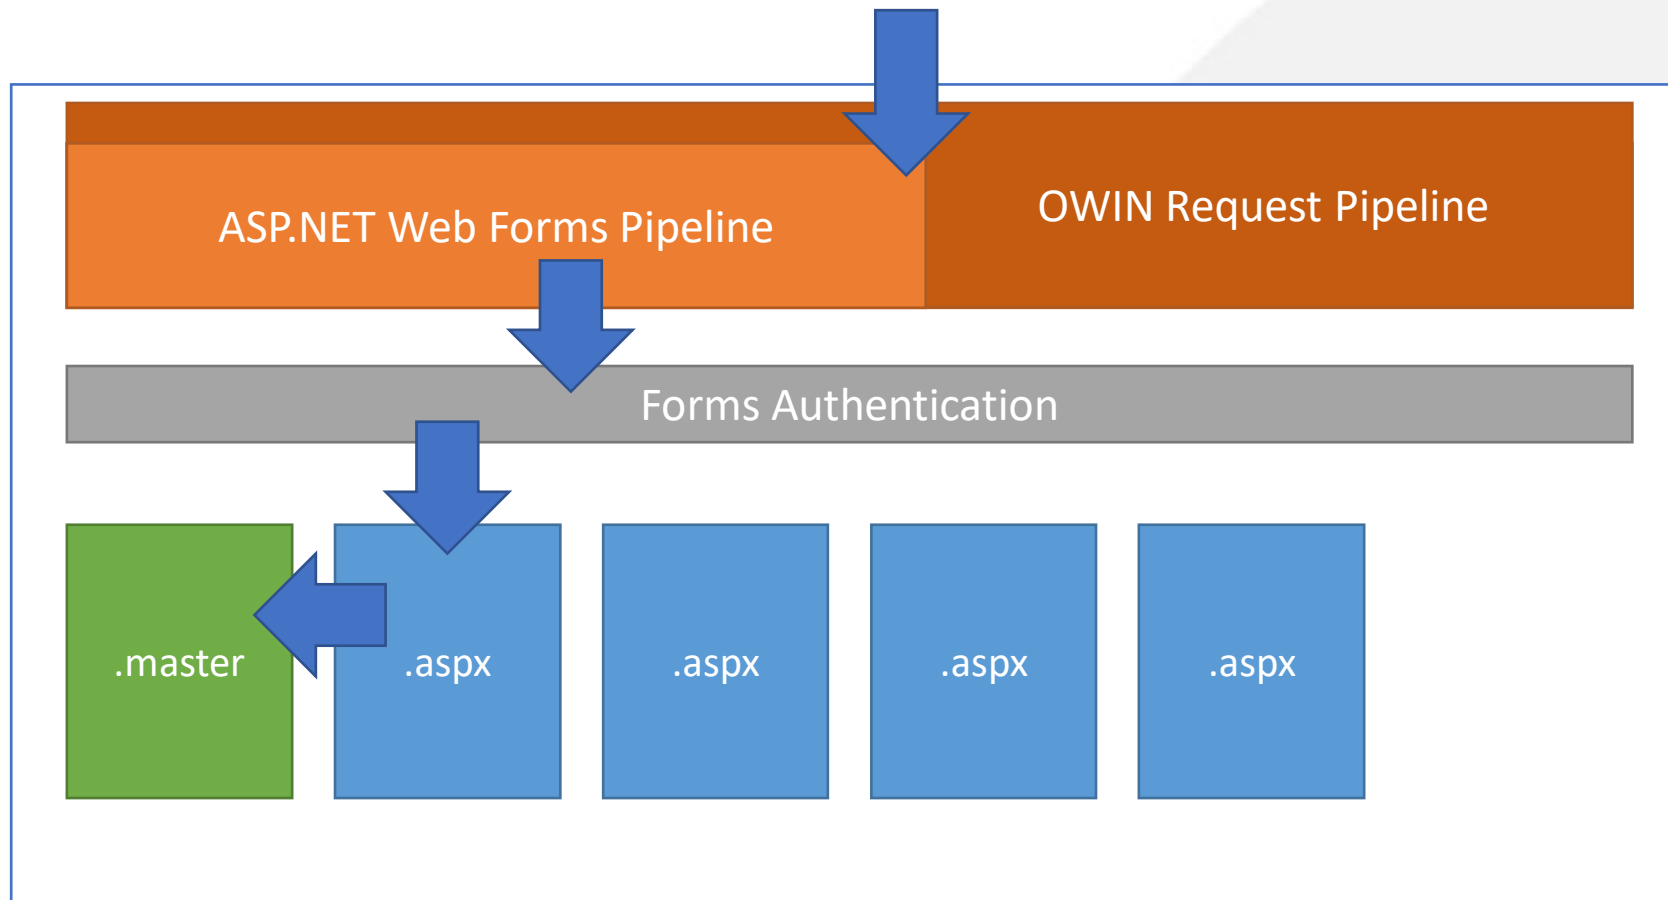 ASP.NET Web Forms Pipeline
OWIN Request Pipeline
Forms Authentication
.master
.aspx
.aspx
.aspx
.aspx